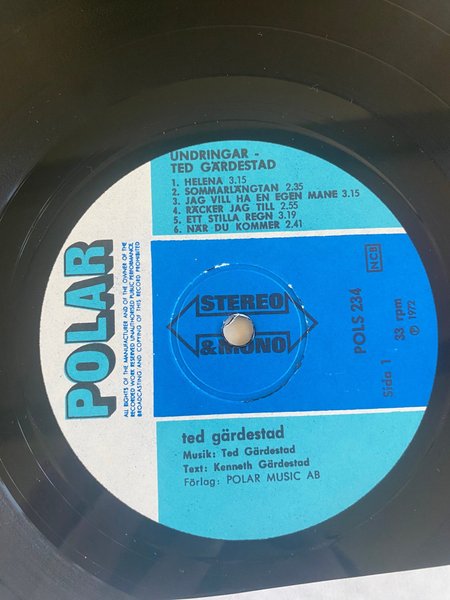 UNDRINGAR -
TED GÄRDESTAD
1. HELENA 3.15
2. SOMMARLÄNGTAN 2.35
3. JAG VILL HA EN EGEN MÅNE 3.15
4. RÄCKER JAG TILL 2.55
5. ETT STILLA REGN 3.19
6. NÄR DU KOMMER 2.41
POLAR
ALL RIGHTS OF THE MANUFACTURER AND OF THE OWNER OF THE
RECORDED WORK RESERVED UNAUTHORISED PUBLIC PERFORMANCE,
BROADCASTING AND COPYING OF THIS RECORD PROHIBITED
STEREO
& MONO
NCB
POLS 234
Sida 1 33 rpm
Ⓟ 1972
ted gärdestad
Musik: Ted Gärdestad
Text: Kenneth Gärdestad
Förlag: POLAR MUSIC AB